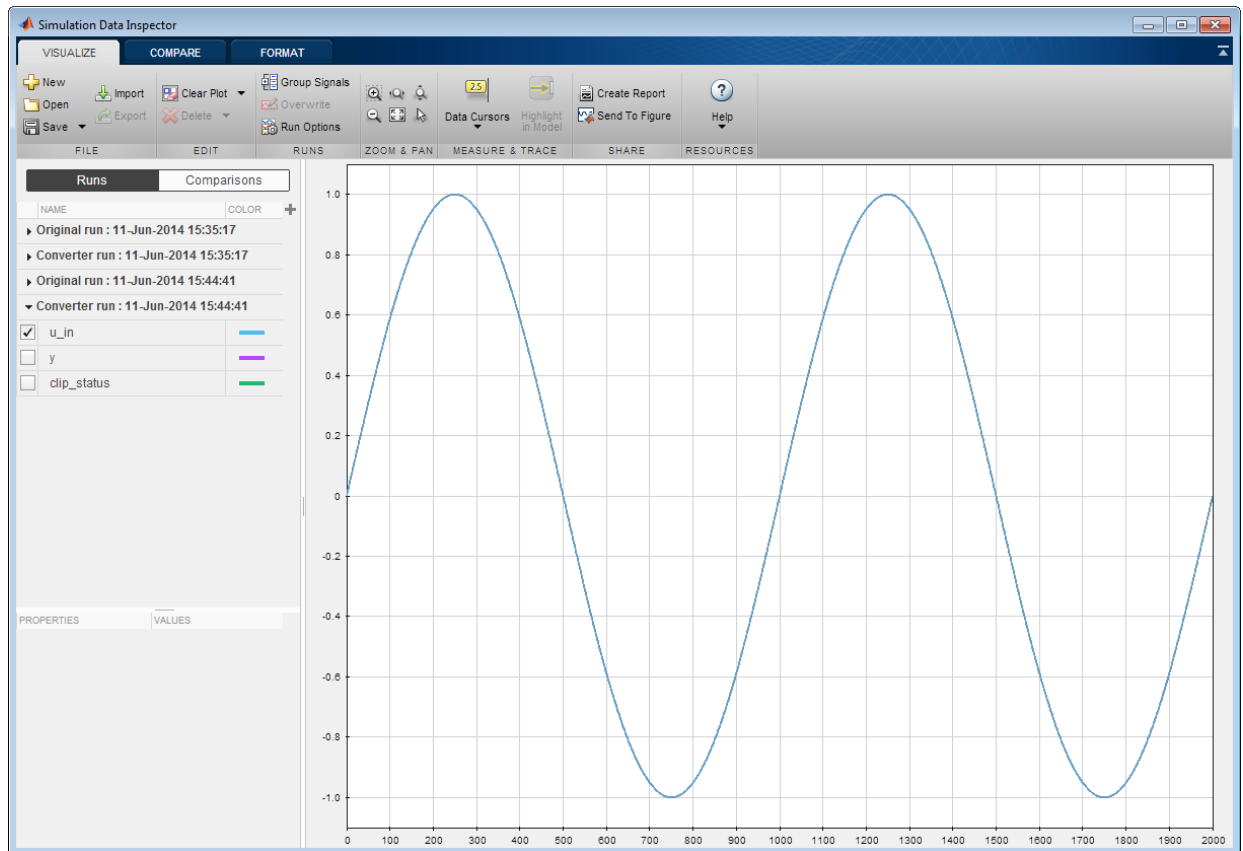 Simulation Data Inspector
VISUALIZE COMPARE FORMAT
New
Open
Save
Import
Export
FILE
Clear Plot
Delete
EDIT
Group Signals
Overwrite
Run Options
RUNS
ZOOM & PAN
2.5
Data Cursors
Highlight
in Model
MEASURE & TRACE
Create Report
Send To Figure
SHARE
?
Help
RESOURCES
Runs Comparisons
NAME COLOR
Original run : 11-Jun-2014 15:35:17
Converter run : 11-Jun-2014 15:35:17
Original run : 11-Jun-2014 15:44:41
Converter run : 11-Jun-2014 15:44:41
u_in
y
clip_status
PROPERTIES VALUES
1.0
0.8
0.6
0.4
0.2
0
-0.2
-0.4
-0.6
-0.8
-1.0
0 100 200 300 400 500 600 700 800 900 1000 1100 1200 1300 1400 1500 1600 1700 1800 1900 2000